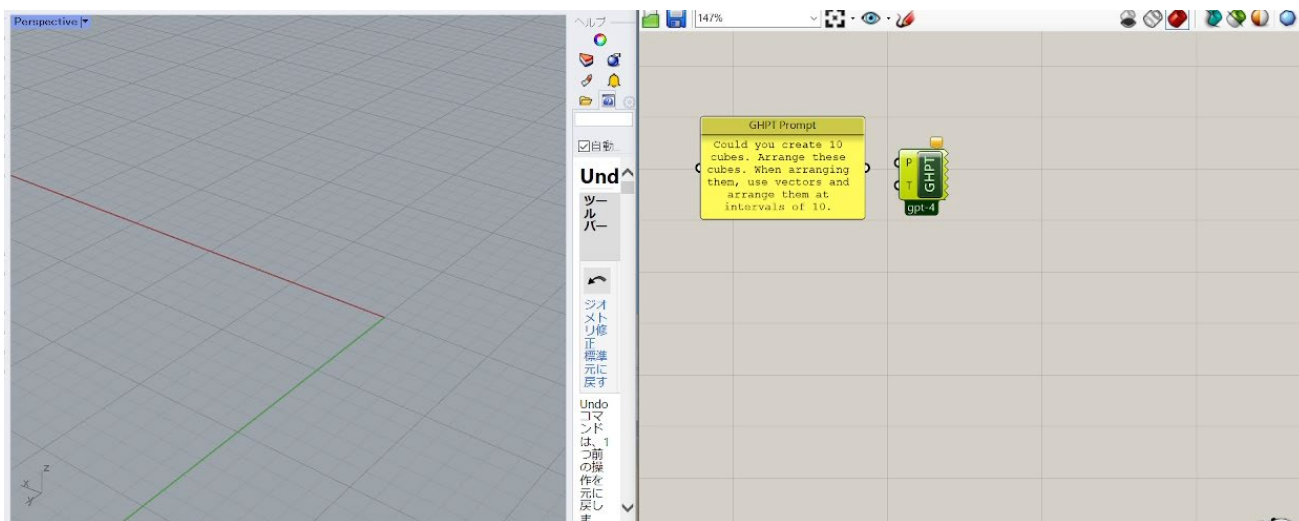 Perspective
ヘルプ
自動...
Und
ツー
ル
バー
ジオ
メト
リ修
正
標準
元に
戻す
Undo
コマ
ンド
は、1
つ前
の操
作を
元に
戻し
ま
147%
GHPT Prompt
Could you create 10
cubes. Arrange these
cubes. When arranging
them, use vectors and
arrange them at
intervals of 10.
P
T
GHPT
gpt-4
z
x
y